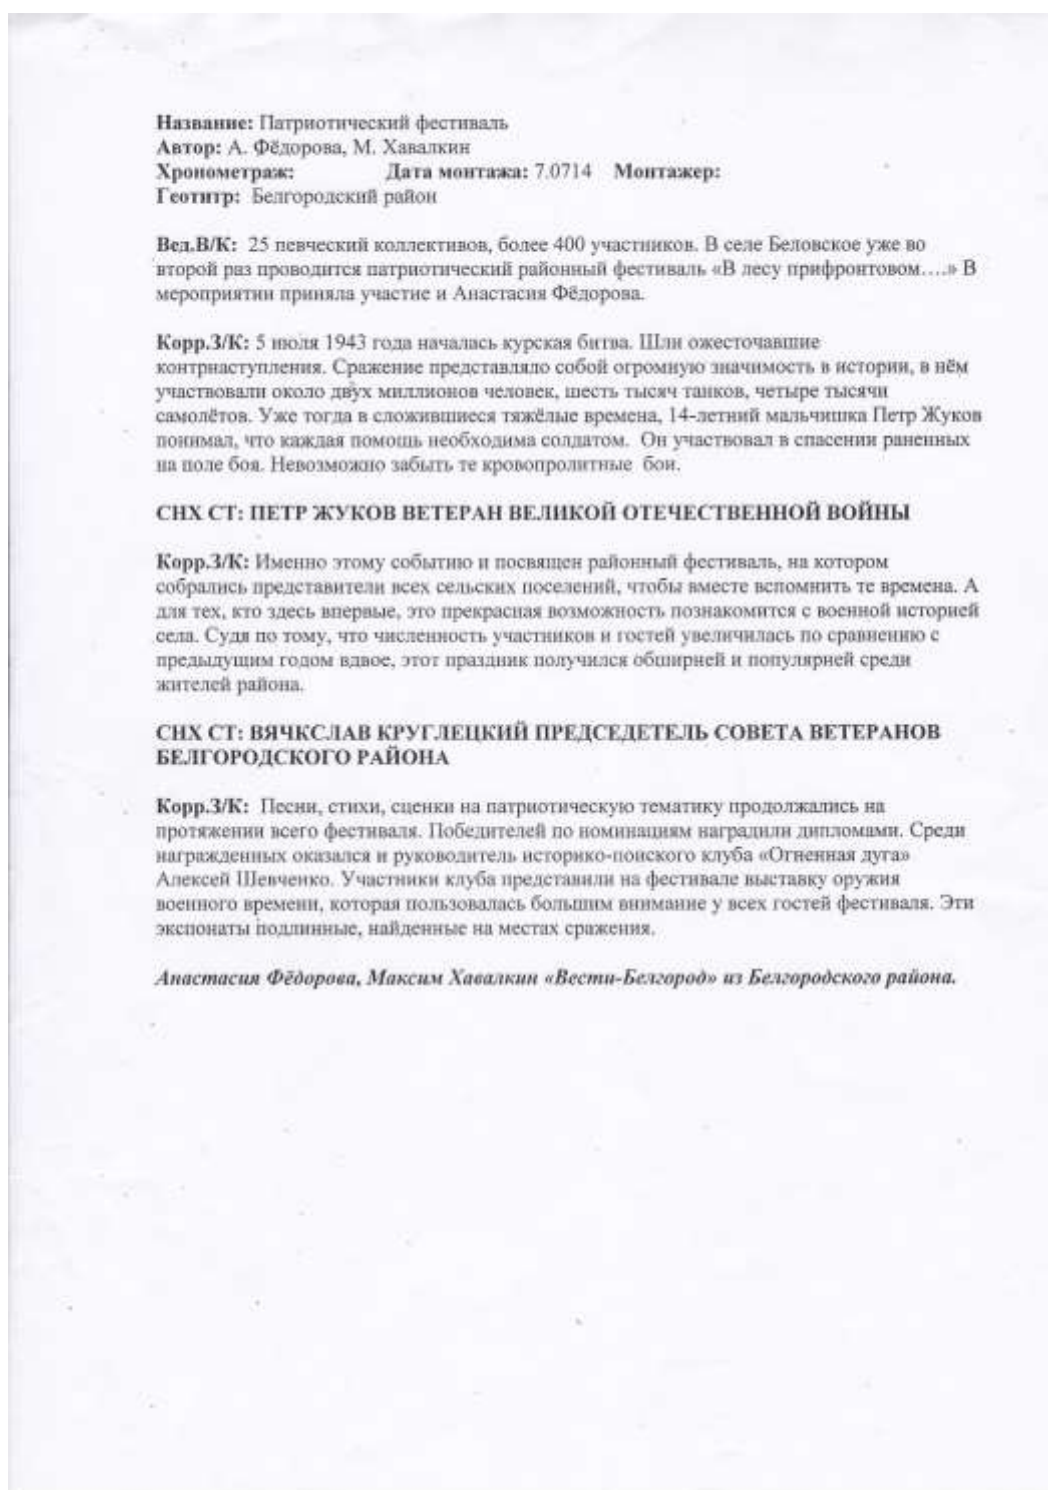 Название: Патриотический фестиваль
Автор: А. Фёдорова, М. Хавалкин
Хронометраж: Дата монтажа: 7.0714 Монтажер:
Геотитр: Белгородский район
Вед.В/К: 25 певческий коллективов, более 400 участников. В селе Беловское уже во
второй раз проводится патриотический районный фестиваль «В лесу прифронтовом….» В
мероприятии приняла участие и Анастасия Фёдорова.
Корр.З/К: 5 июля 1943 года началась курская битва. Шли ожесточавшие
контрнаступления. Сражение представляло собой огромную значимость в истории, в нём
участвовали около двух миллионов человек, шесть тысяч танков, четыре тысячи
самолётов. Уже тогда в сложившиеся тяжёлые времена, 14-летний мальчишка Петр Жуков
понимал, что каждая помощь необходима солдатом. Он участвовал в спасении раненных
на поле боя. Невозможно забыть те кровопролитные бои.
СНХ СТ: ПЕТР ЖУКОВ ВЕТЕРАН ВЕЛИКОЙ ОТЕЧЕСТВЕННОЙ ВОЙНЫ
Корр.З/К: Именно этому событию и посвящен районный фестиваль, на котором
собрались представители всех сельских поселений, чтобы вместе вспомнить те времена. А
для тех, кто здесь впервые, это прекрасная возможность познакомится с военной историей
села. Судя по тому, что численность участников и гостей увеличилась по сравнению с
предыдущим годом вдвое, этот праздник получился обширней и популярней среди
жителей района.
СНХ СТ: ВЯЧКСЛАВ КРУГЛЕЦКИЙ ПРЕДСЕДЕТЕЛЬ СОВЕТА ВЕТЕРАНОВ
БЕЛГОРОДСКОГО РАЙОНА
Корр.З/К: Песни, стихи, сценки на патриотическую тематику продолжались на
протяжении всего фестиваля. Победителей по номинациям наградили дипломами. Среди
награжденных оказался и руководитель историко-поиского клуба «Огненная дуга»
Алексей Шевченко. Участники клуба представили на фестивале выставку оружия
военного времени, которая пользовалась большим внимание у всех гостей фестиваля. Эти
экспонаты подлинные, найденные на местах сражения.
Анастасия Фёдорова, Максим Хавалкин «Вести-Белгород» из Белгородского района.